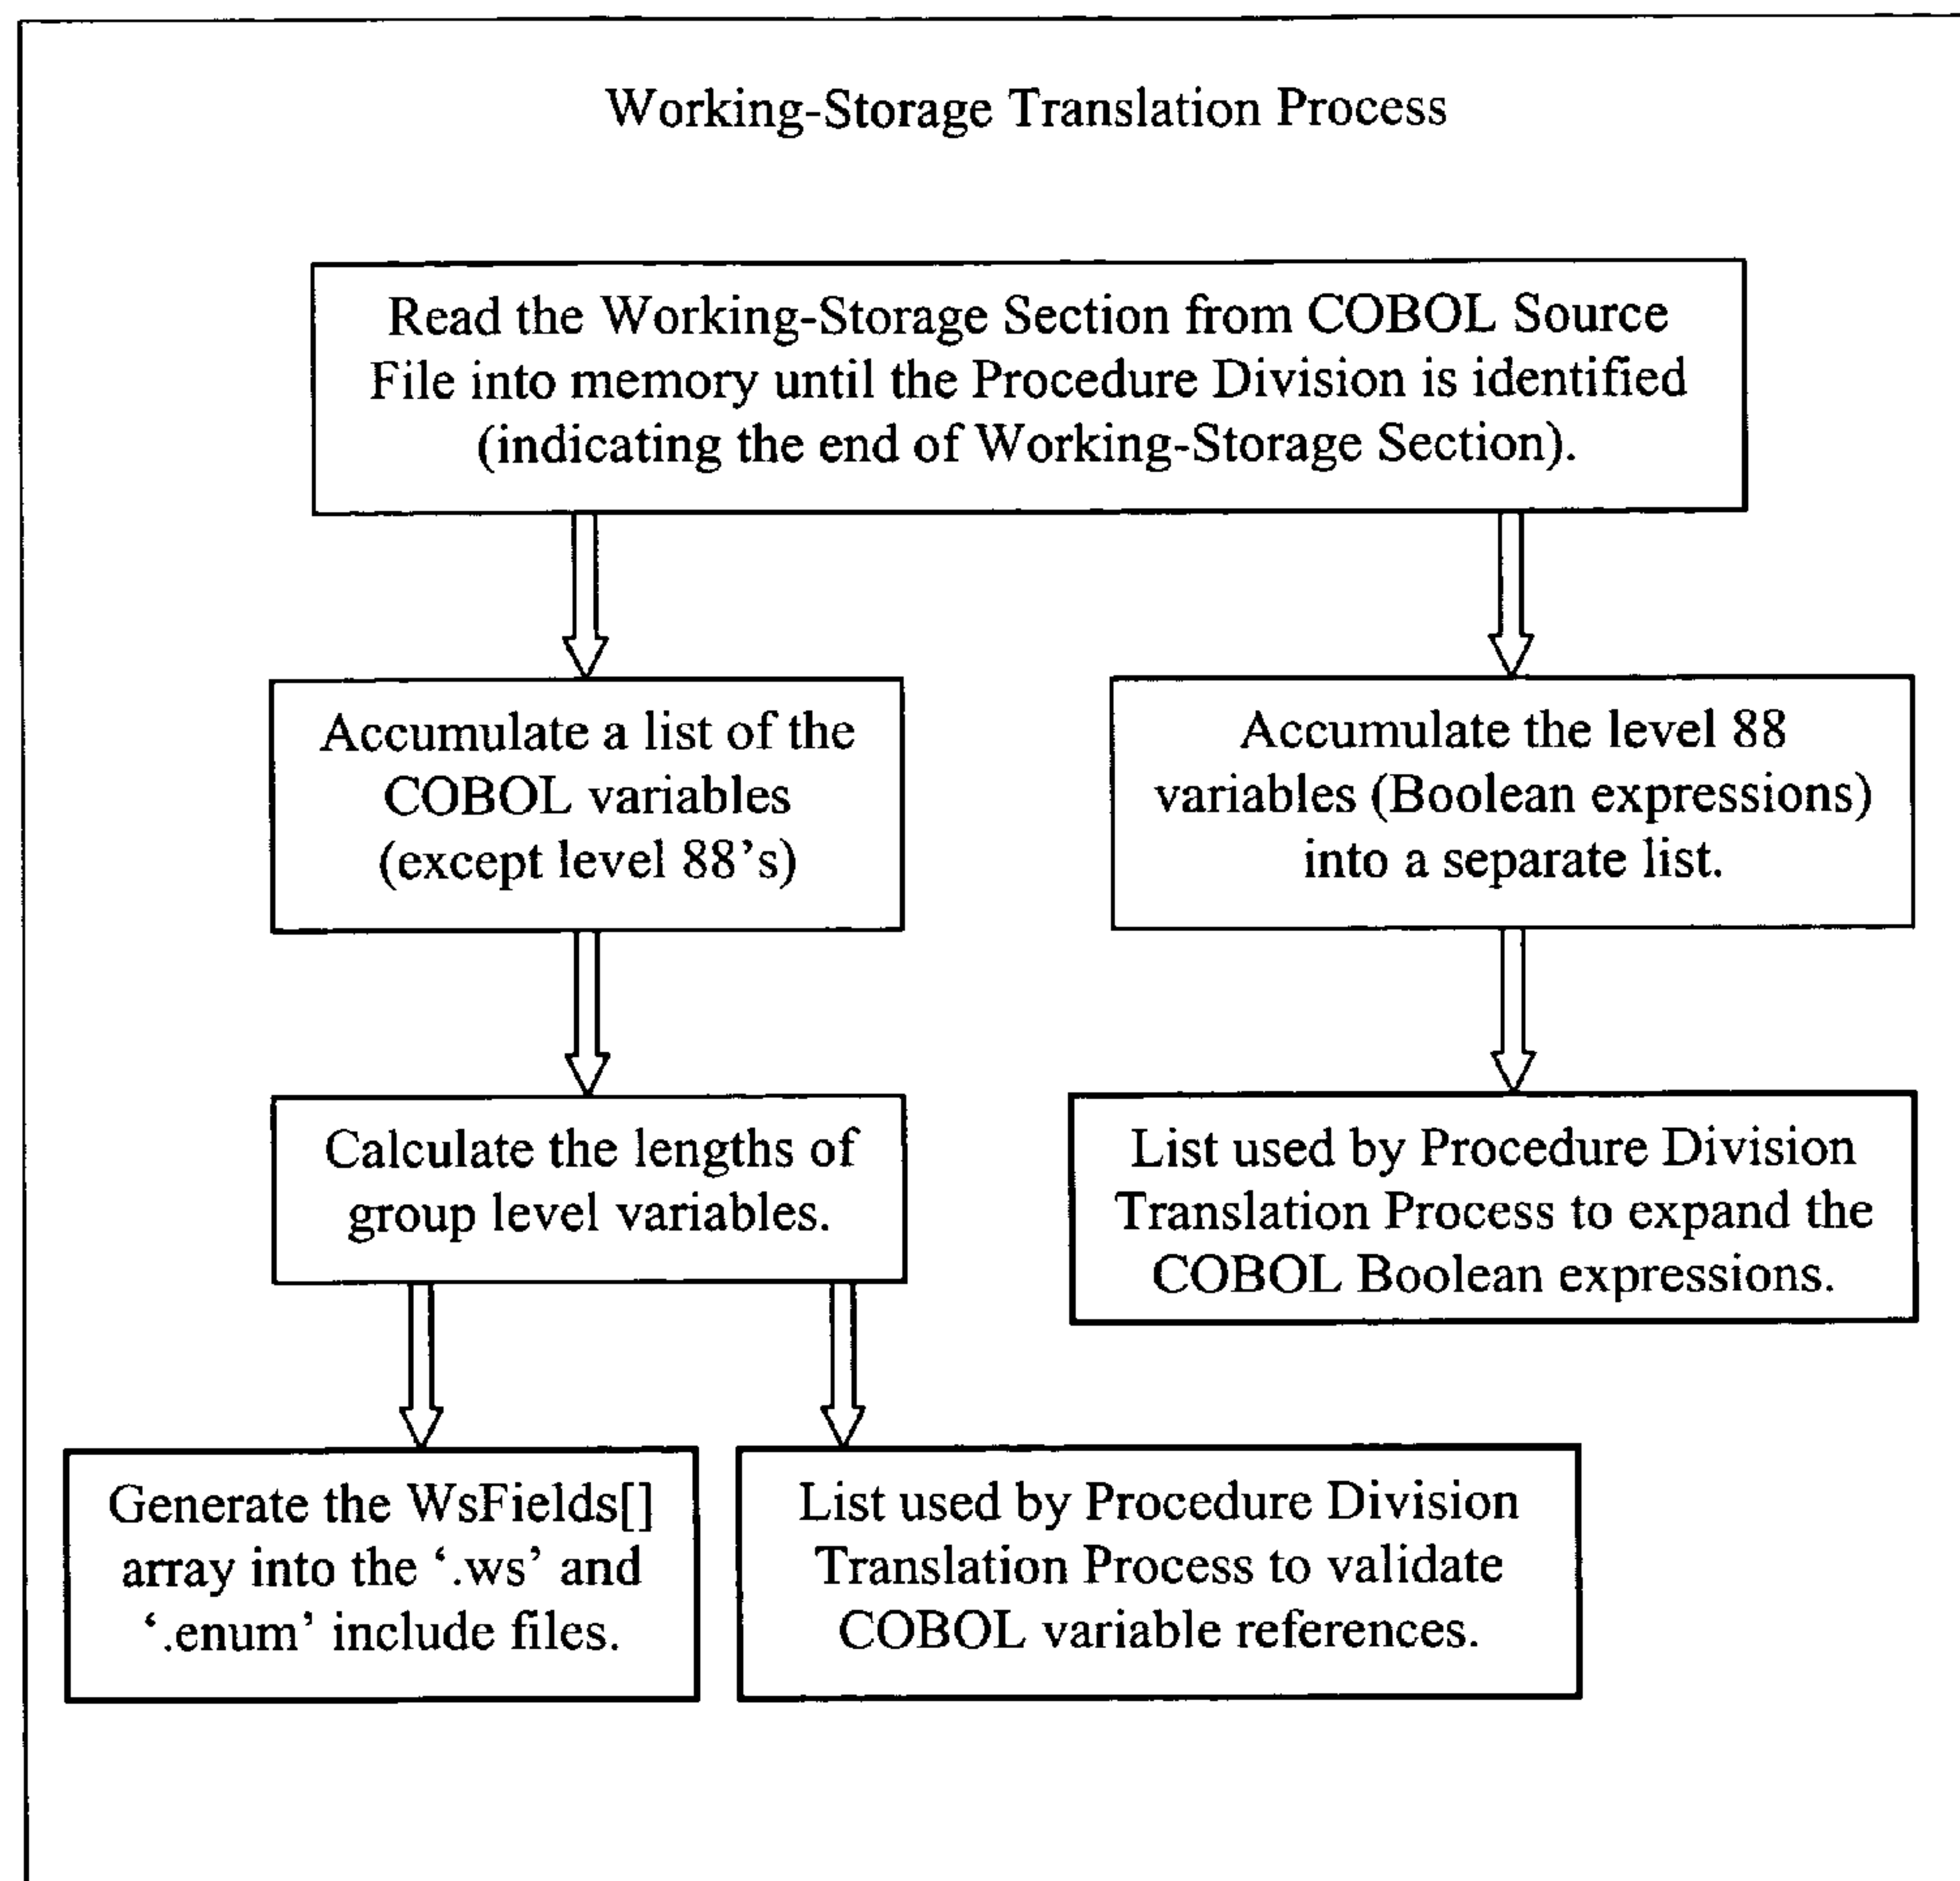 Working-Storage Translation Process
Read the Working-Storage Section from COBOL Source
File into memory until the Procedure Division is identified
(indicating the end of Working-Storage Section).
Accumulate a list of the
COBOL variables
(except level 88’s)
Accumulate the level 88
variables (Boolean expressions)
into a separate list.
Calculate the lengths of
group level variables.
List used by Procedure Division
Translation Process to expand the
COBOL Boolean expressions.
Generate the WsFields[]
array into the ‘.ws’ and
‘.enum’ include files.
List used by Procedure Division
Translation Process to validate
COBOL variable references.